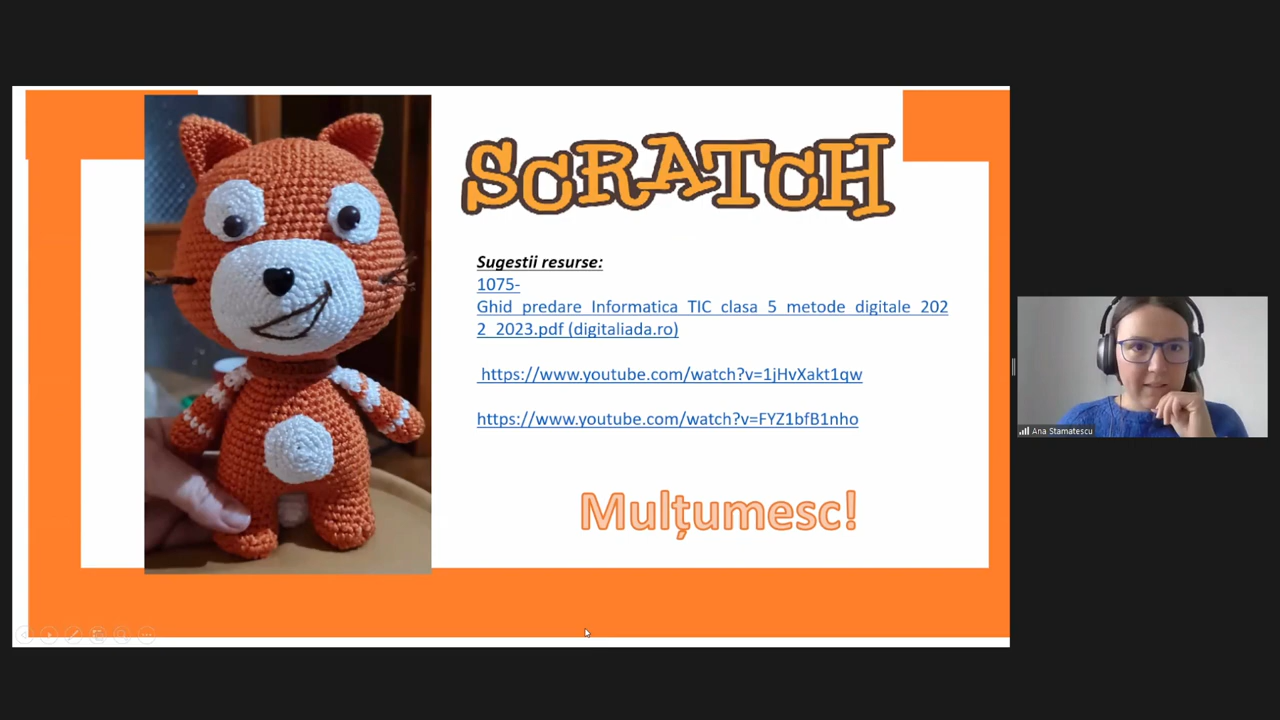 SCRATCH
Sugestii resurse:
1075-
Ghid_predare_Informatica_TIC_clasa_5_metode_digitale_202
2_2023.pdf (digitaliada.ro)
https://www.youtube.com/watch?v=1jHvXakt1qw
https://www.youtube.com/watch?v=FYZ1bfB1nho
Mulțumesc!
Ana Stamatescu